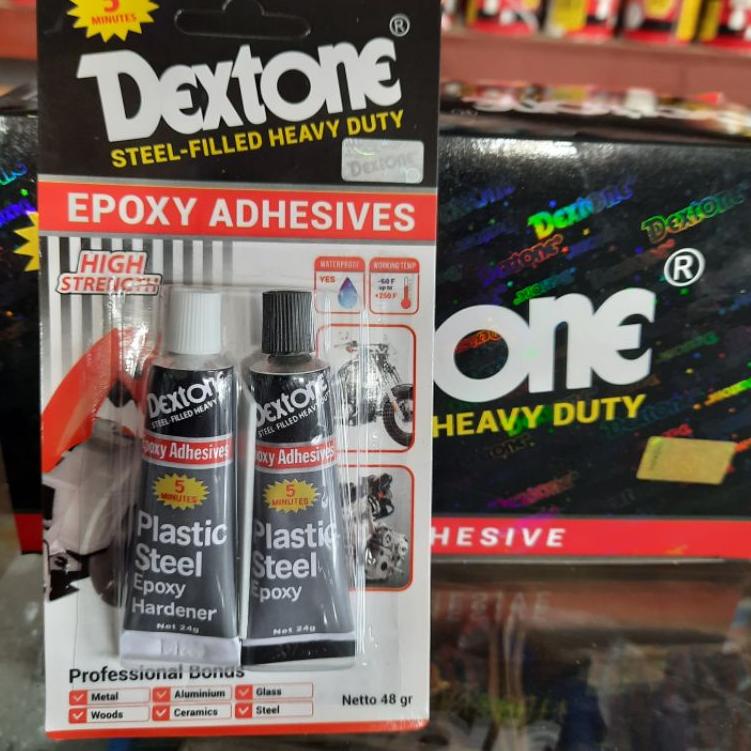 5
MINUTES
Dextone®
STEEL-FILLED HEAVY DUTY
Dextone
EPOXY ADHESIVES
HIGH
STRENGTH
WATERPROOF
YES
WORKING TEMP
-60 F
up to
+250 F
Dextone
STEEL-FILLED HEAVY
Epoxy Adhesives
5
MINUTES
Plastic
Steel
Epoxy
Hardener
Net 24g
Dextone
STEEL-FILLED HEAVY
oxy Adhesives
5
MINUTES
Plastic
Steel
Epoxy
Net 24g
Professional Bonds
Metal
Aluminium
Glass
Woods
Ceramics
Steel
Netto 48 gr
Dextone
Dextone
one®
HEAVY DUTY
HESIVE